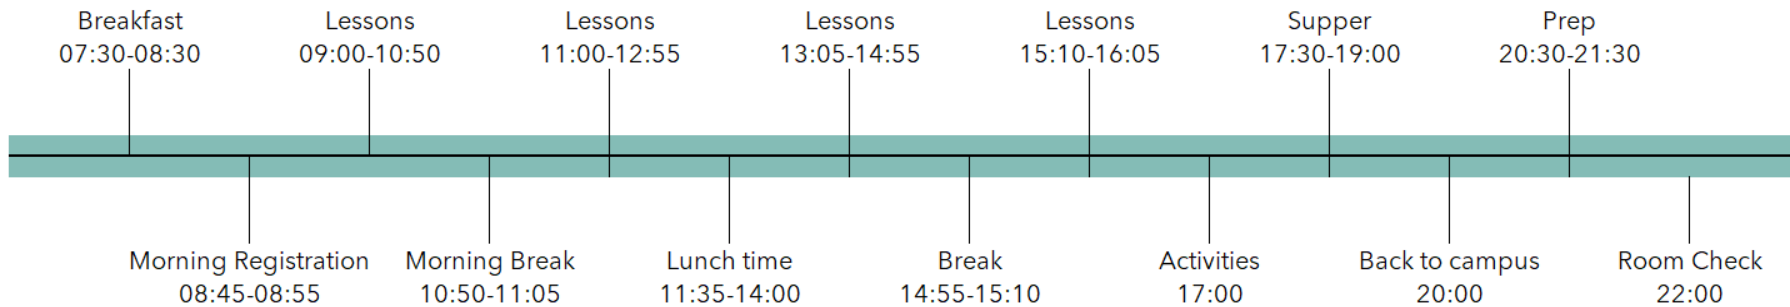 Breakfast
07:30-08:30
Lessons
09:00-10:50
Lessons
11:00-12:55
Lessons
13:05-14:55
Lessons
15:10-16:05
Supper
17:30-19:00
Prep
20:30-21:30
Morning Registration
08:45-08:55
Morning Break
10:50-11:05
Lunch time
11:35-14:00
Break
14:55-15:10
Activities
17:00
Back to campus
20:00
Room Check
22:00